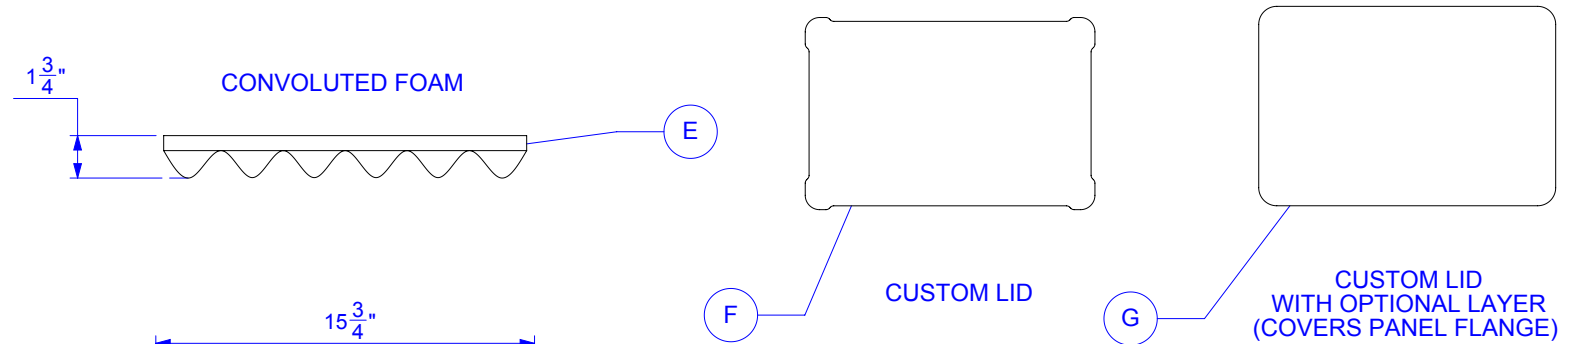 1 3/4"
CONVOLUTED FOAM
E
F
CUSTOM LID
G
CUSTOM LID
WITH OPTIONAL LAYER
(COVERS PANEL FLANGE)
15 3/4"